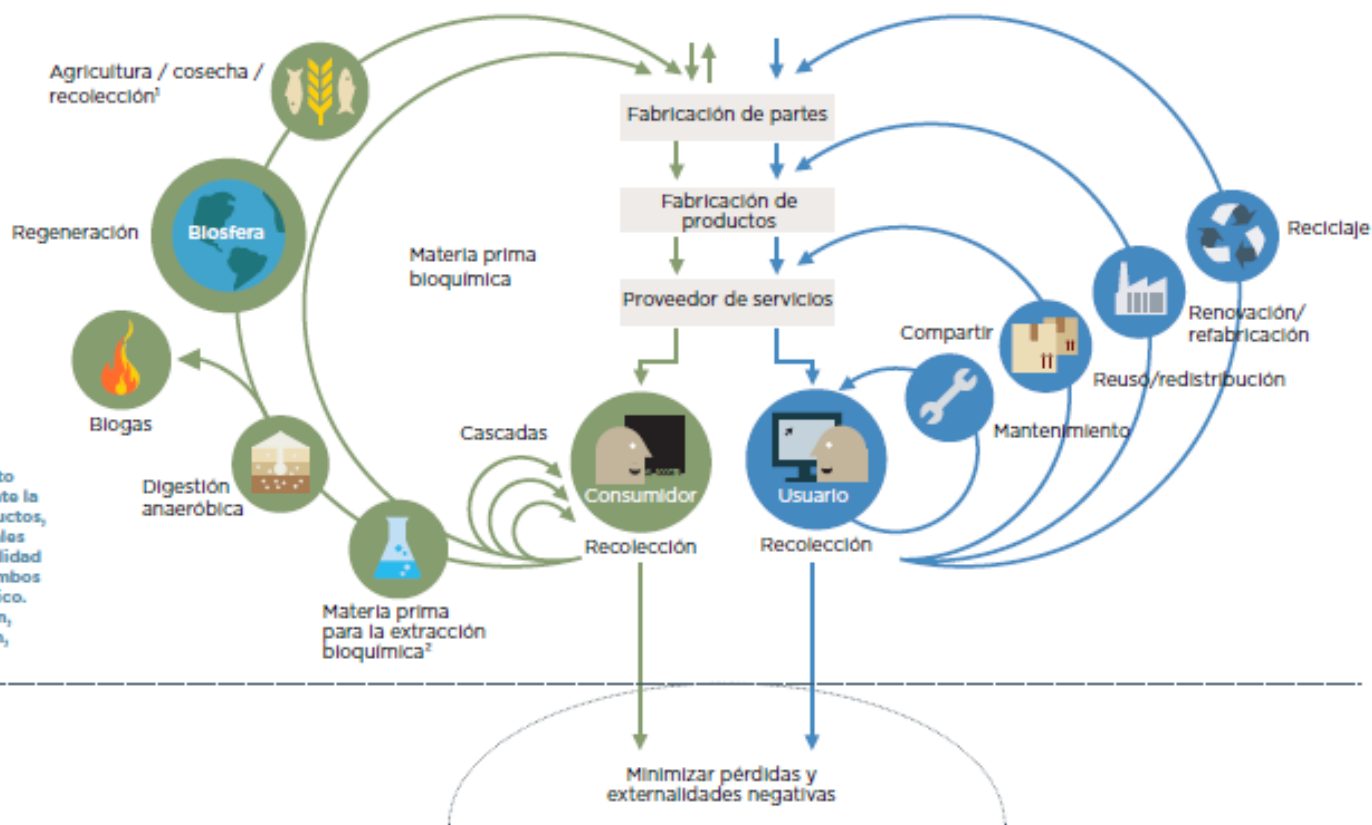 Agricultura / cosecha /
recolección¹
Regeneración
Biosfera
Biogas
Digestión
anaeróbica
Materia prima
para la extracción
bioquímica²
Materia prima
bioquímica
Cascadas
Fabricación de partes
Fabricación de
productos
Proveedor de servicios
Consumidor
Recolección
Usuario
Recolección
Compartir
Mantenimiento
Reuso/redistribución
Renovación/
refabricación
Reciclaje
Minimizar pérdidas y
externalidades negativas